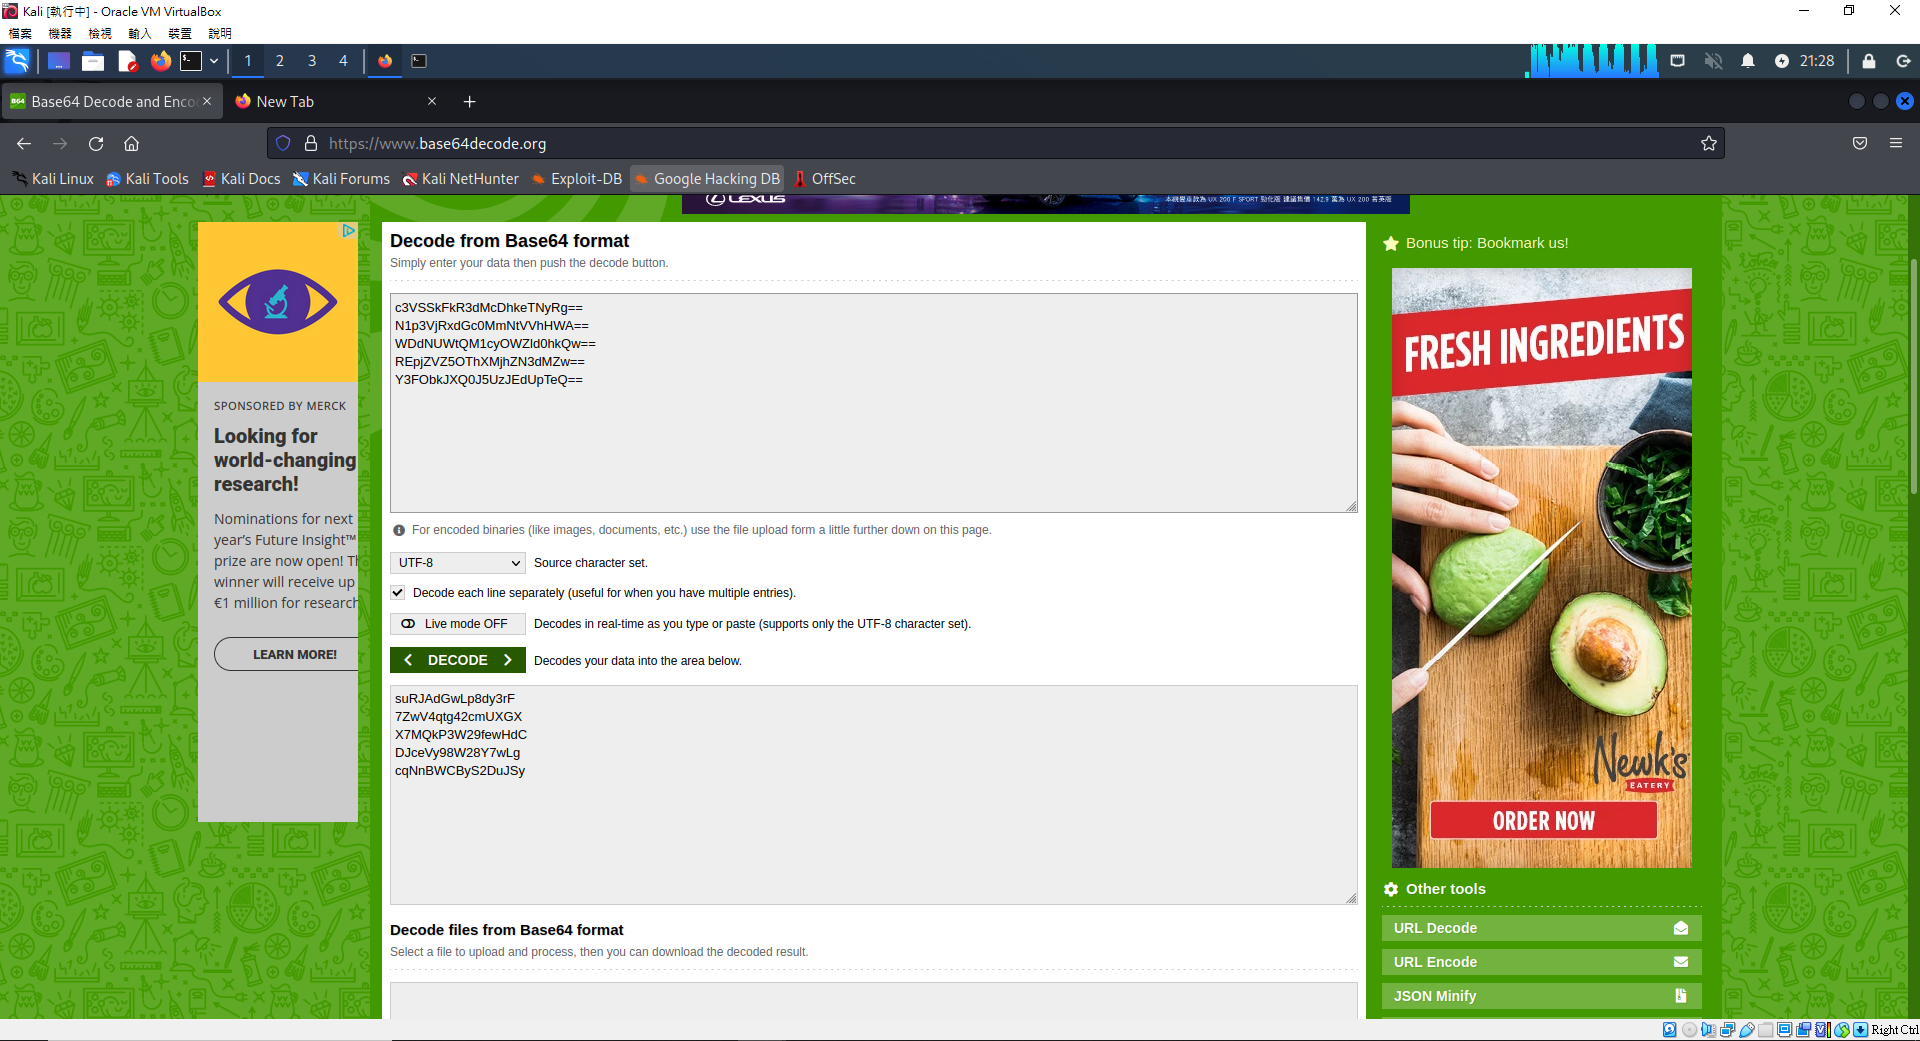 Kali [執行中] - Oracle VM VirtualBox
檔案 機器 檢視 輸入 裝置 說明
1 2 3 4 21:28
B64 Base64 Decode and Enco New Tab
https://www.base64decode.org
Kali Linux Kali Tools Kali Docs Kali Forums Kali NetHunter Exploit-DB Google Hacking DB OffSec
LEXUS
Decode from Base64 format
Simply enter your data then push the decode button.
c3VSSkFkR3dMcDhkeTNyRg==
N1p3VjRxdGc0MmNtVVhHWA==
WDdNUWtQM1cyOWZld0hkQw==
REpjZVZ5OThXMjhZN3dMZw==
Y3FObkJXQ0J5UzJEdUpTeQ==
For encoded binaries (like images, documents, etc.) use the file upload form a little further down on this page.
UTF-8 Source character set.
Decode each line separately (useful for when you have multiple entries).
Live mode OFF Decodes in real-time as you type or paste (supports only the UTF-8 character set).
DECODE Decodes your data into the area below.
suRJAdGwLp8dy3rF
7ZwV4qtg42cmUXGX
X7MQkP3W29fewHdC
DJceVy98W28Y7wLg
cqNnBWCByS2DuJSy
Decode files from Base64 format
Select a file to upload and process, then you can download the decoded result.
SPONSORED BY MERCK
Looking for
world-changing
research!
Nominations for next
year's Future Insight™
prize are now open! Th
winner will receive up
€1 million for research
LEARN MORE!
Bonus tip: Bookmark us!
FRESH INGREDIENTS
Newk's
EATERY
ORDER NOW
Other tools
URL Decode
URL Encode
JSON Minify
Right Ctrl